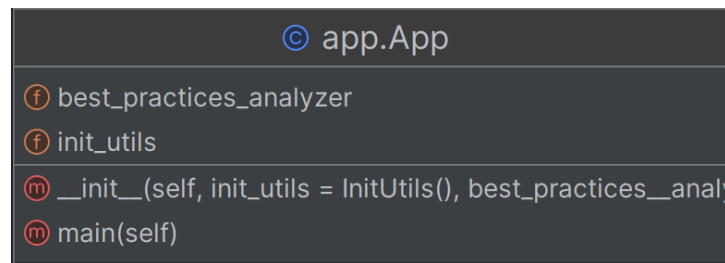 © app.App
f best_practices_analyzer
f init_utils
m __init__(self, init_utils = InitUtils(), best_practices__analy
m main(self)